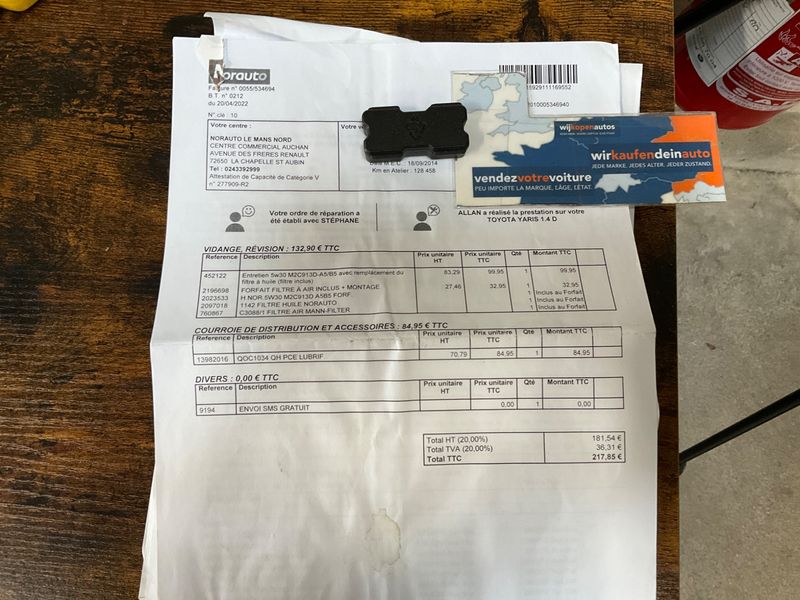 Norauto
Facture n° 0055/534694
B.T. n° 0212
du 20/04/2022
N° clé : 10
Votre centre :
NORAUTO LE MANS NORD
CENTRE COMMERCIAL AUCHAN
AVENUE DES FRERES RENAULT
72650 LA CHAPELLE ST AUBIN
Tel : 0243392999
Attestation de Capacité de Catégorie V
n° 277909-R2
Date M.E.C : 18/09/2014
Km en Atelier : 128 458
wijkopenautos
wirkaufendeinauto
JEDE MARKE. JEDES ALTER. JEDER ZUSTAND.
vendezvotrevoiture
PEU IMPORTE LA MARQUE, L'ÂGE, L'ÉTAT.
Votre ordre de réparation a
été établi avec STÉPHANE
ALLAN a réalisé la prestation sur votre
TOYOTA YARIS 1.4 D
VIDANGE, RÉVISION : 132,90 € TTC
Reference Description Prix unitaire HT Prix unitaire TTC Qté Montant TTC
452122 Entretien 5w30 M2C913D-A5/B5 avec remplacement du filtre à huile (filtre inclus) 83,29 99,95 1 99,95
2196698 FORFAIT FILTRE À AIR INCLUS + MONTAGE 27,46 32,95 1 32,95
2023533 H.NOR.5W30 M2C913D A5B5 FORF. 1 Inclus au Forfait
2097018 1142 FILTRE HUILE NORAUTO 1 Inclus au Forfait
760867 C3088/1 FILTRE AIR MANN-FILTER 1 Inclus au Forfait
COURROIE DE DISTRIBUTION ET ACCESSOIRES : 84,95 € TTC
Reference Description Prix unitaire HT Prix unitaire TTC Qté Montant TTC
13982016 QOC1034 QH PCE LUBRIF 70,79 84,95 1 84,95
DIVERS : 0,00 € TTC
Reference Description Prix unitaire HT Prix unitaire TTC Qté Montant TTC
9194 ENVOI SMS GRATUIT 0,00 1 0,00
Total HT (20,00%) 181,54 €
Total TVA (20,00%) 36,31 €
Total TTC 217,85 €